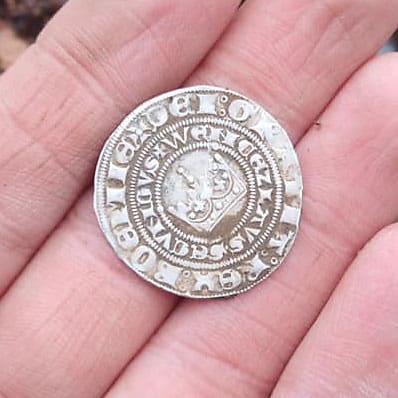 DEI GRATIA REX BOEMIE
WENCEZLAVS SECVNDVS